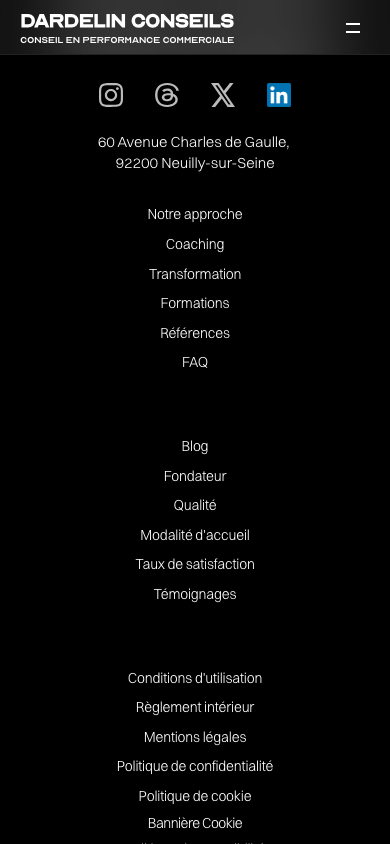 DARDELIN CONSEILS
CONSEIL EN PERFORMANCE COMMERCIALE
60 Avenue Charles de Gaulle,
92200 Neuilly-sur-Seine
Notre approche
Coaching
Transformation
Formations
Références
FAQ
Blog
Fondateur
Qualité
Modalité d'accueil
Taux de satisfaction
Témoignages
Conditions d'utilisation
Règlement intérieur
Mentions légales
Politique de confidentialité
Politique de cookie
Bannière Cookie